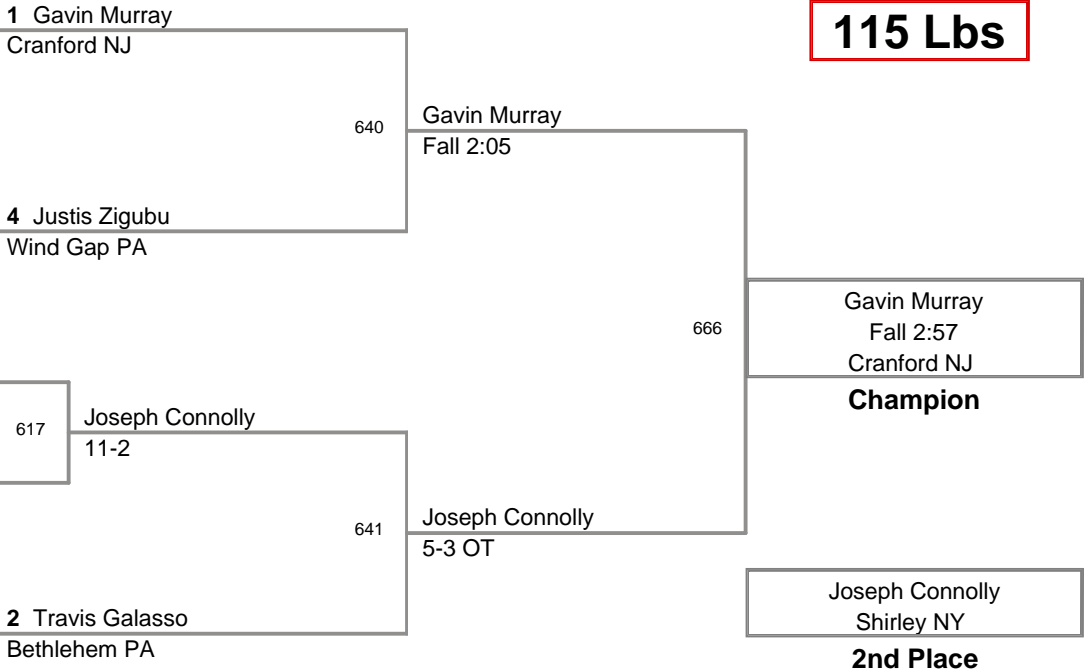 1 Gavin Murray
Cranford NJ
115 Lbs
640
Gavin Murray
Fall 2:05
4 Justis Zigubu
Wind Gap PA
666
Gavin Murray
Fall 2:57
Cranford NJ
Champion
617
Joseph Connolly
11-2
641
Joseph Connolly
5-3 OT
2 Travis Galasso
Bethlehem PA
Joseph Connolly
Shirley NY
2nd Place